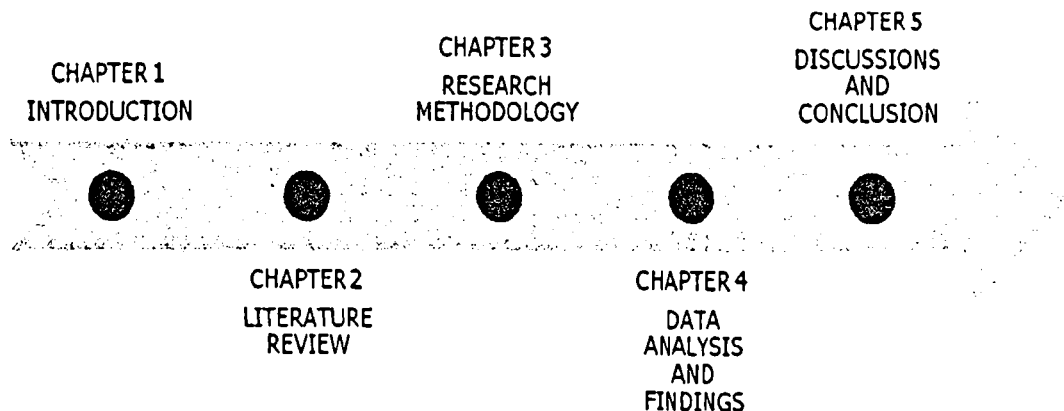 CHAPTER 1
INTRODUCTION
CHAPTER 2
LITERATURE
REVIEW
CHAPTER 3
RESEARCH
METHODOLOGY
CHAPTER 4
DATA
ANALYSIS
AND
FINDINGS
CHAPTER 5
DISCUSSIONS
AND
CONCLUSION